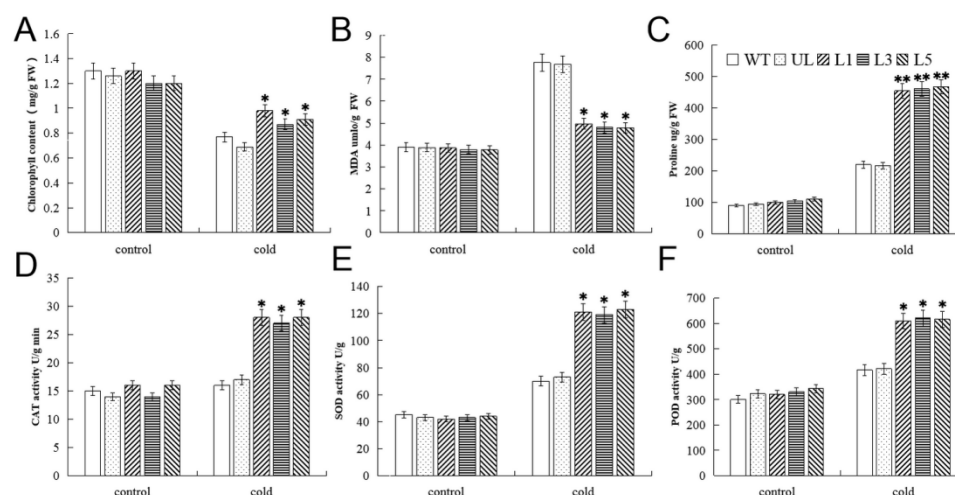 A
Chlorophyll content ( mg/g FW )
1.6
1.4
1.2
1
0.8
0.6
0.4
0.2
0
* * *
control cold
B
MDA umlo/g FW
9
8
7
6
5
4
3
2
1
0
* * *
control cold
C
Proline ug/g FW
600
500
400
300
200
100
0
WT UL L1 L3 L5
** ** **
control cold
D
CAT activity U/g min
35
30
25
20
15
10
5
0
* * *
control cold
E
SOD activity U/g
140
120
100
80
60
40
20
0
* * *
control cold
F
POD activity U/g
700
600
500
400
300
200
100
0
* * *
control cold